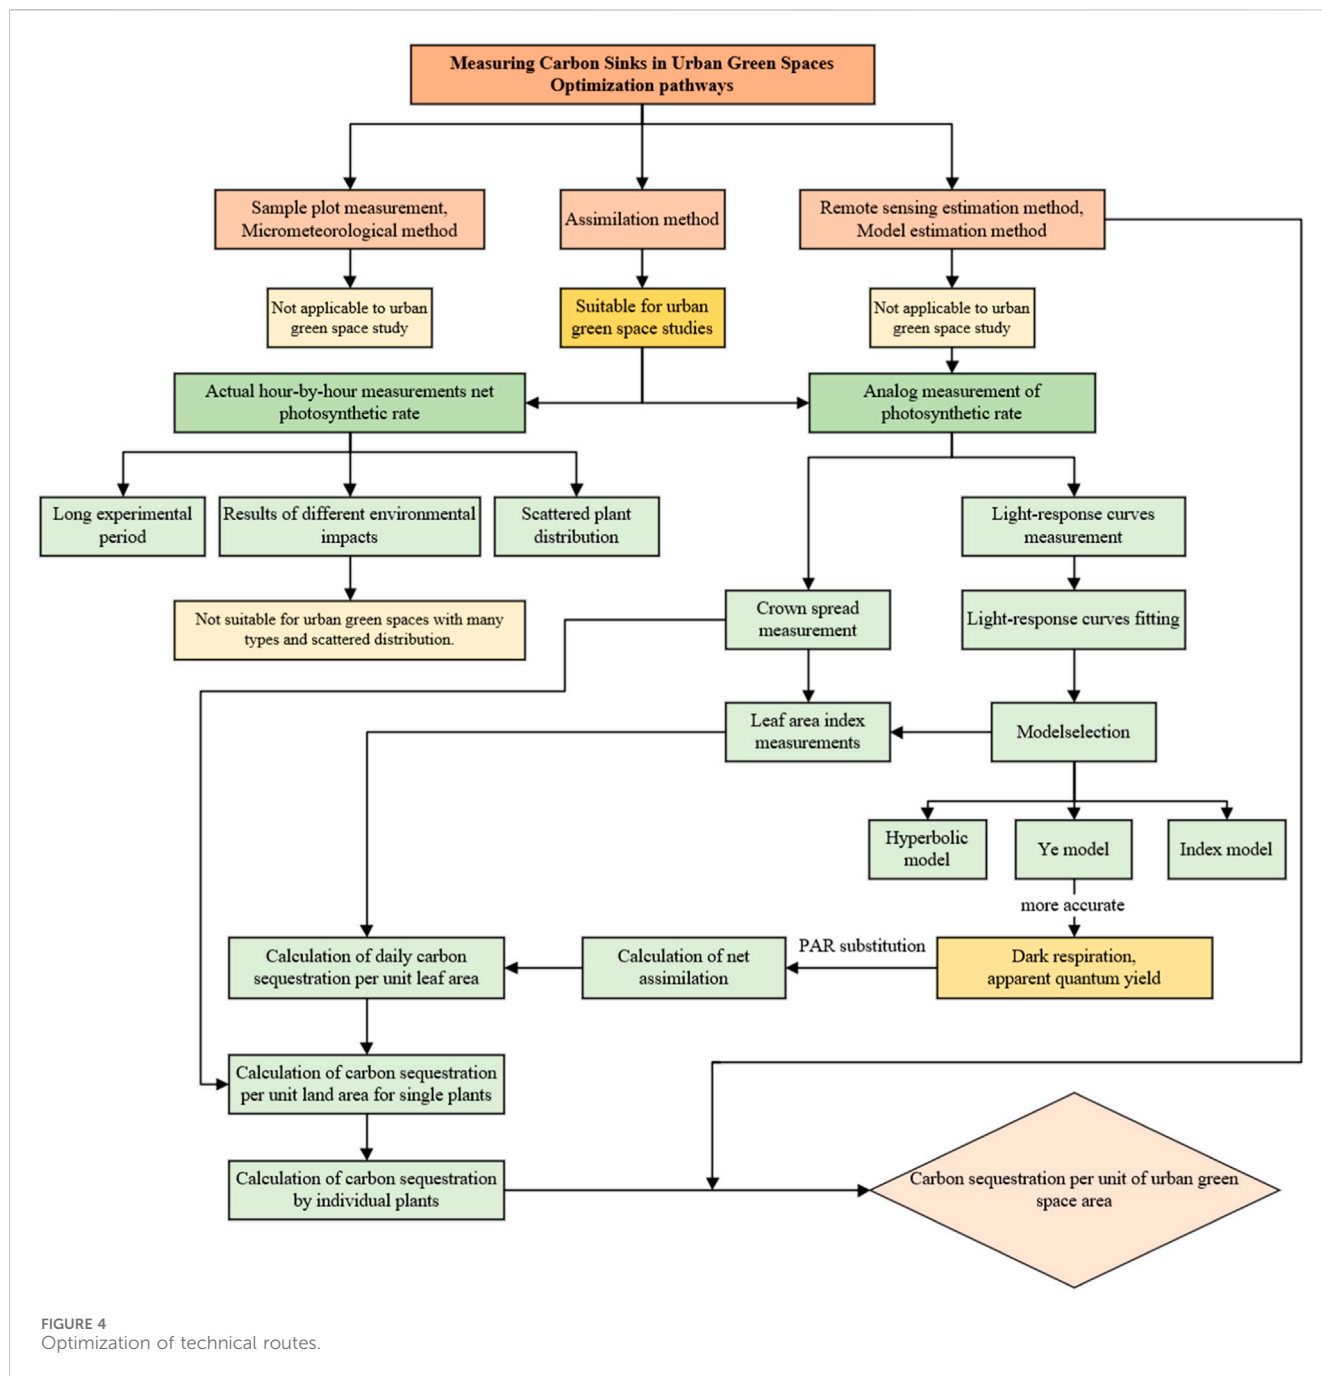 Measuring Carbon Sinks in Urban Green Spaces
Optimization pathways
Sample plot measurement,
Micrometeorological method
Assimilation method
Remote sensing estimation method,
Model estimation method
Not applicable to urban
green space study
Suitable for urban
green space studies
Not applicable to urban
green space study
Actual hour-by-hour measurements net
photosynthetic rate
Analog measurement of
photosynthetic rate
Long experimental
period
Results of different environmental
impacts
Scattered plant
distribution
Light-response curves
measurement
Not suitable for urban green spaces with many
types and scattered distribution.
Crown spread
measurement
Light-response curves fitting
Leaf area index
measurements
Modelselection
Hyperbolic
model
Ye model
Index model
more accurate
Calculation of daily carbon
sequestration per unit leaf area
Calculation of net
assimilation
PAR substitution
Dark respiration,
apparent quantum yield
Calculation of carbon sequestration
per unit land area for single plants
Calculation of carbon sequestration
by individual plants
Carbon sequestration per unit of urban green
space area
FIGURE 4
Optimization of technical routes.